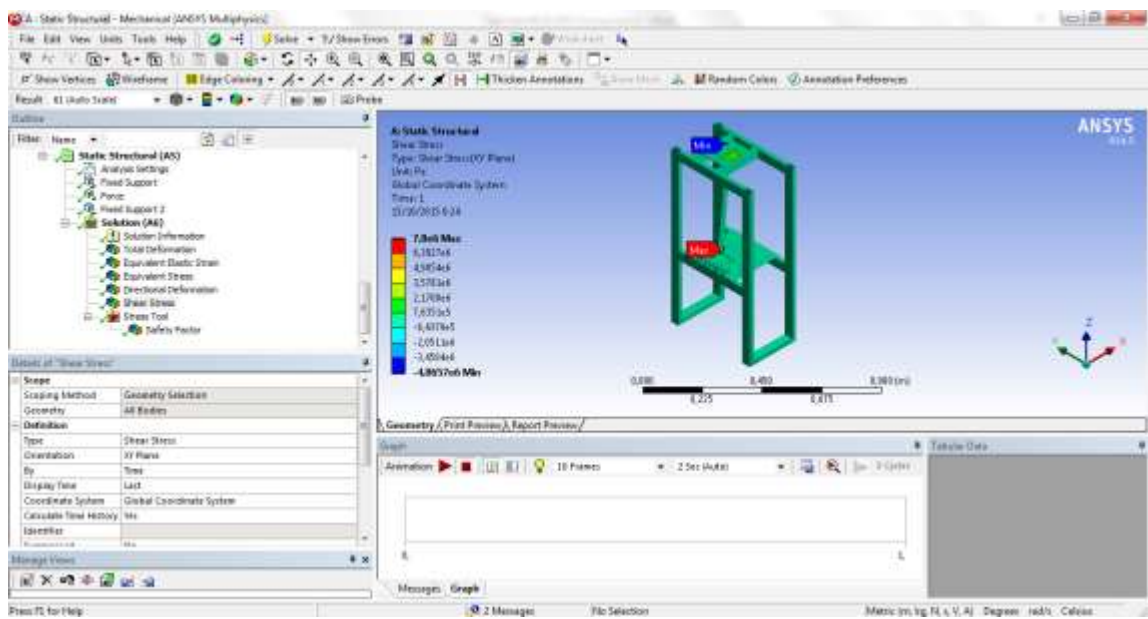 A : Static Structural - Mechanical [ANSYS Multiphysics]
File Edit View Units Tools Help Solve ?/ Show Errors
Show Vertices Wireframe Edge Coloring Thicken Annotations Random Colors Annotation Preferences
Result Probe
Outline
Filter: Name
Static Structural (A5)
Analysis Settings
Fixed Support
Force
Fixed Support 2
Solution (A6)
Solution Information
Total Deformation
Equivalent Elastic Strain
Equivalent Stress
Directional Deformation
Shear Stress
Stress Tool
Safety Factor
Details of "Shear Stress"
Scope
Scoping Method Geometry Selection
Geometry All Bodies
Definition
Type Shear Stress
Orientation XY Plane
By Time
Display Time Last
Coordinate System Global Coordinate System
Calculate Time History Yes
Identifier
Manage Views
Press F1 for Help
A: Static Structural
Shear Stress
Type: Shear Stress(XY Plane)
Unit: Pa
Global Coordinate System
Time: 1
7,8e6 Max
-4,8657e6 Min
Min
Max
ANSYS
Z
0,000 0,450 0,900 (m)
0,225 0,675
Geometry Print Preview Report Preview
Graph
Animation 10 Frames 2 Sec (Auto)
Tabular Data
Messages Graph
2 Messages No Selection Metric (m, kg, N, s, V, A) Degrees rad/s Celsius